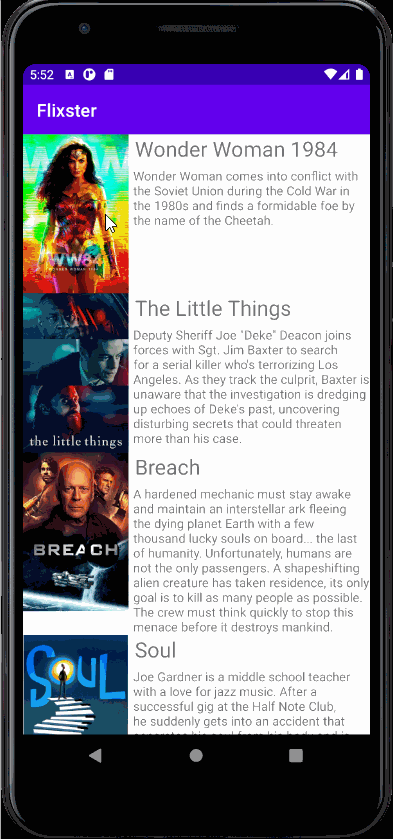 5:52
Flixster
Wonder Woman 1984
Wonder Woman comes into conflict with
the Soviet Union during the Cold War in
the 1980s and finds a formidable foe by
the name of the Cheetah.
WW84
The Little Things
Deputy Sheriff Joe "Deke" Deacon joins
forces with Sgt. Jim Baxter to search
for a serial killer who's terrorizing Los
Angeles. As they track the culprit, Baxter is
unaware that the investigation is dredging
up echoes of Deke's past, uncovering
disturbing secrets that could threaten
more than his case.
the little things
Breach
A hardened mechanic must stay awake
and maintain an interstellar ark fleeing
the dying planet Earth with a few
thousand lucky souls on board... the last
of humanity. Unfortunately, humans are
not the only passengers. A shapeshifting
alien creature has taken residence, its only
goal is to kill as many people as possible.
The crew must think quickly to stop this
menace before it destroys mankind.
BREACH
Soul
Joe Gardner is a middle school teacher
with a love for jazz music. After a
successful gig at the Half Note Club,
he suddenly gets into an accident that
SOUL